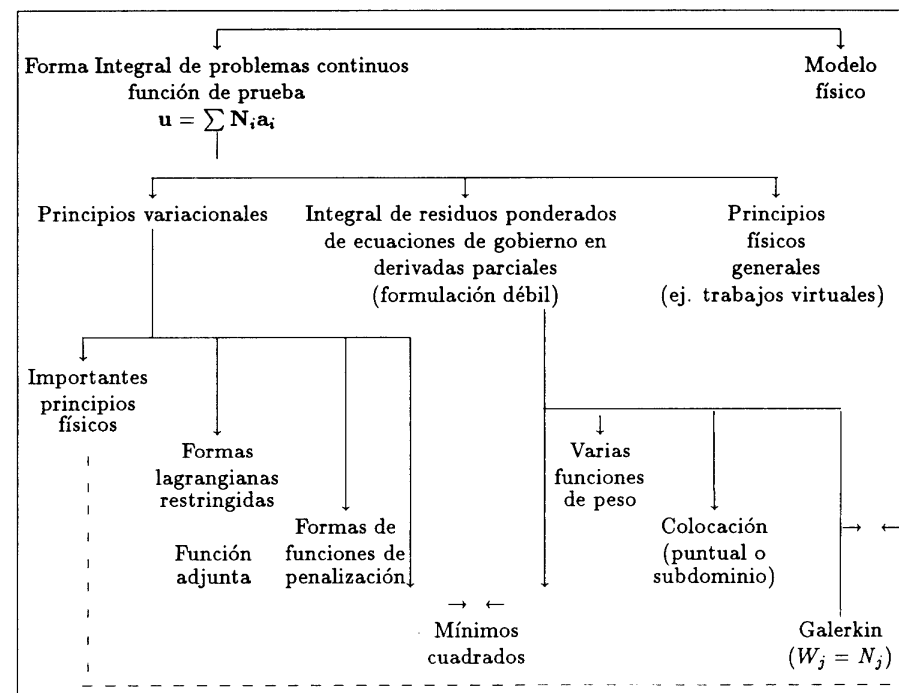 Forma Integral de problemas continuos
función de prueba
u = ∑ N_i a_i
Modelo
físico
Principios variacionales
Integral de residuos ponderados
de ecuaciones de gobierno en
derivadas parciales
(formulación débil)
Principios
físicos
generales
(ej. trabajos virtuales)
Importantes
principios
físicos
Formas
lagrangianas
restringidas
Función
adjunta
Formas de
funciones de
penalización
Varias
funciones
de peso
Colocación
(puntual o
subdominio)
Mínimos
cuadrados
Galerkin
(W_j = N_j)